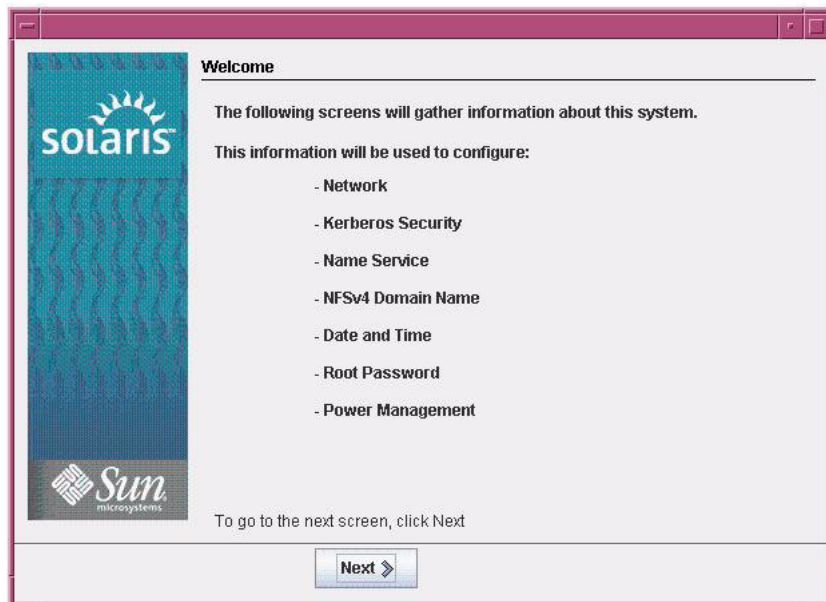 solaris™
Sun
microsystems
Welcome
The following screens will gather information about this system.
This information will be used to configure:
- Network
- Kerberos Security
- Name Service
- NFSv4 Domain Name
- Date and Time
- Root Password
- Power Management
To go to the next screen, click Next
Next